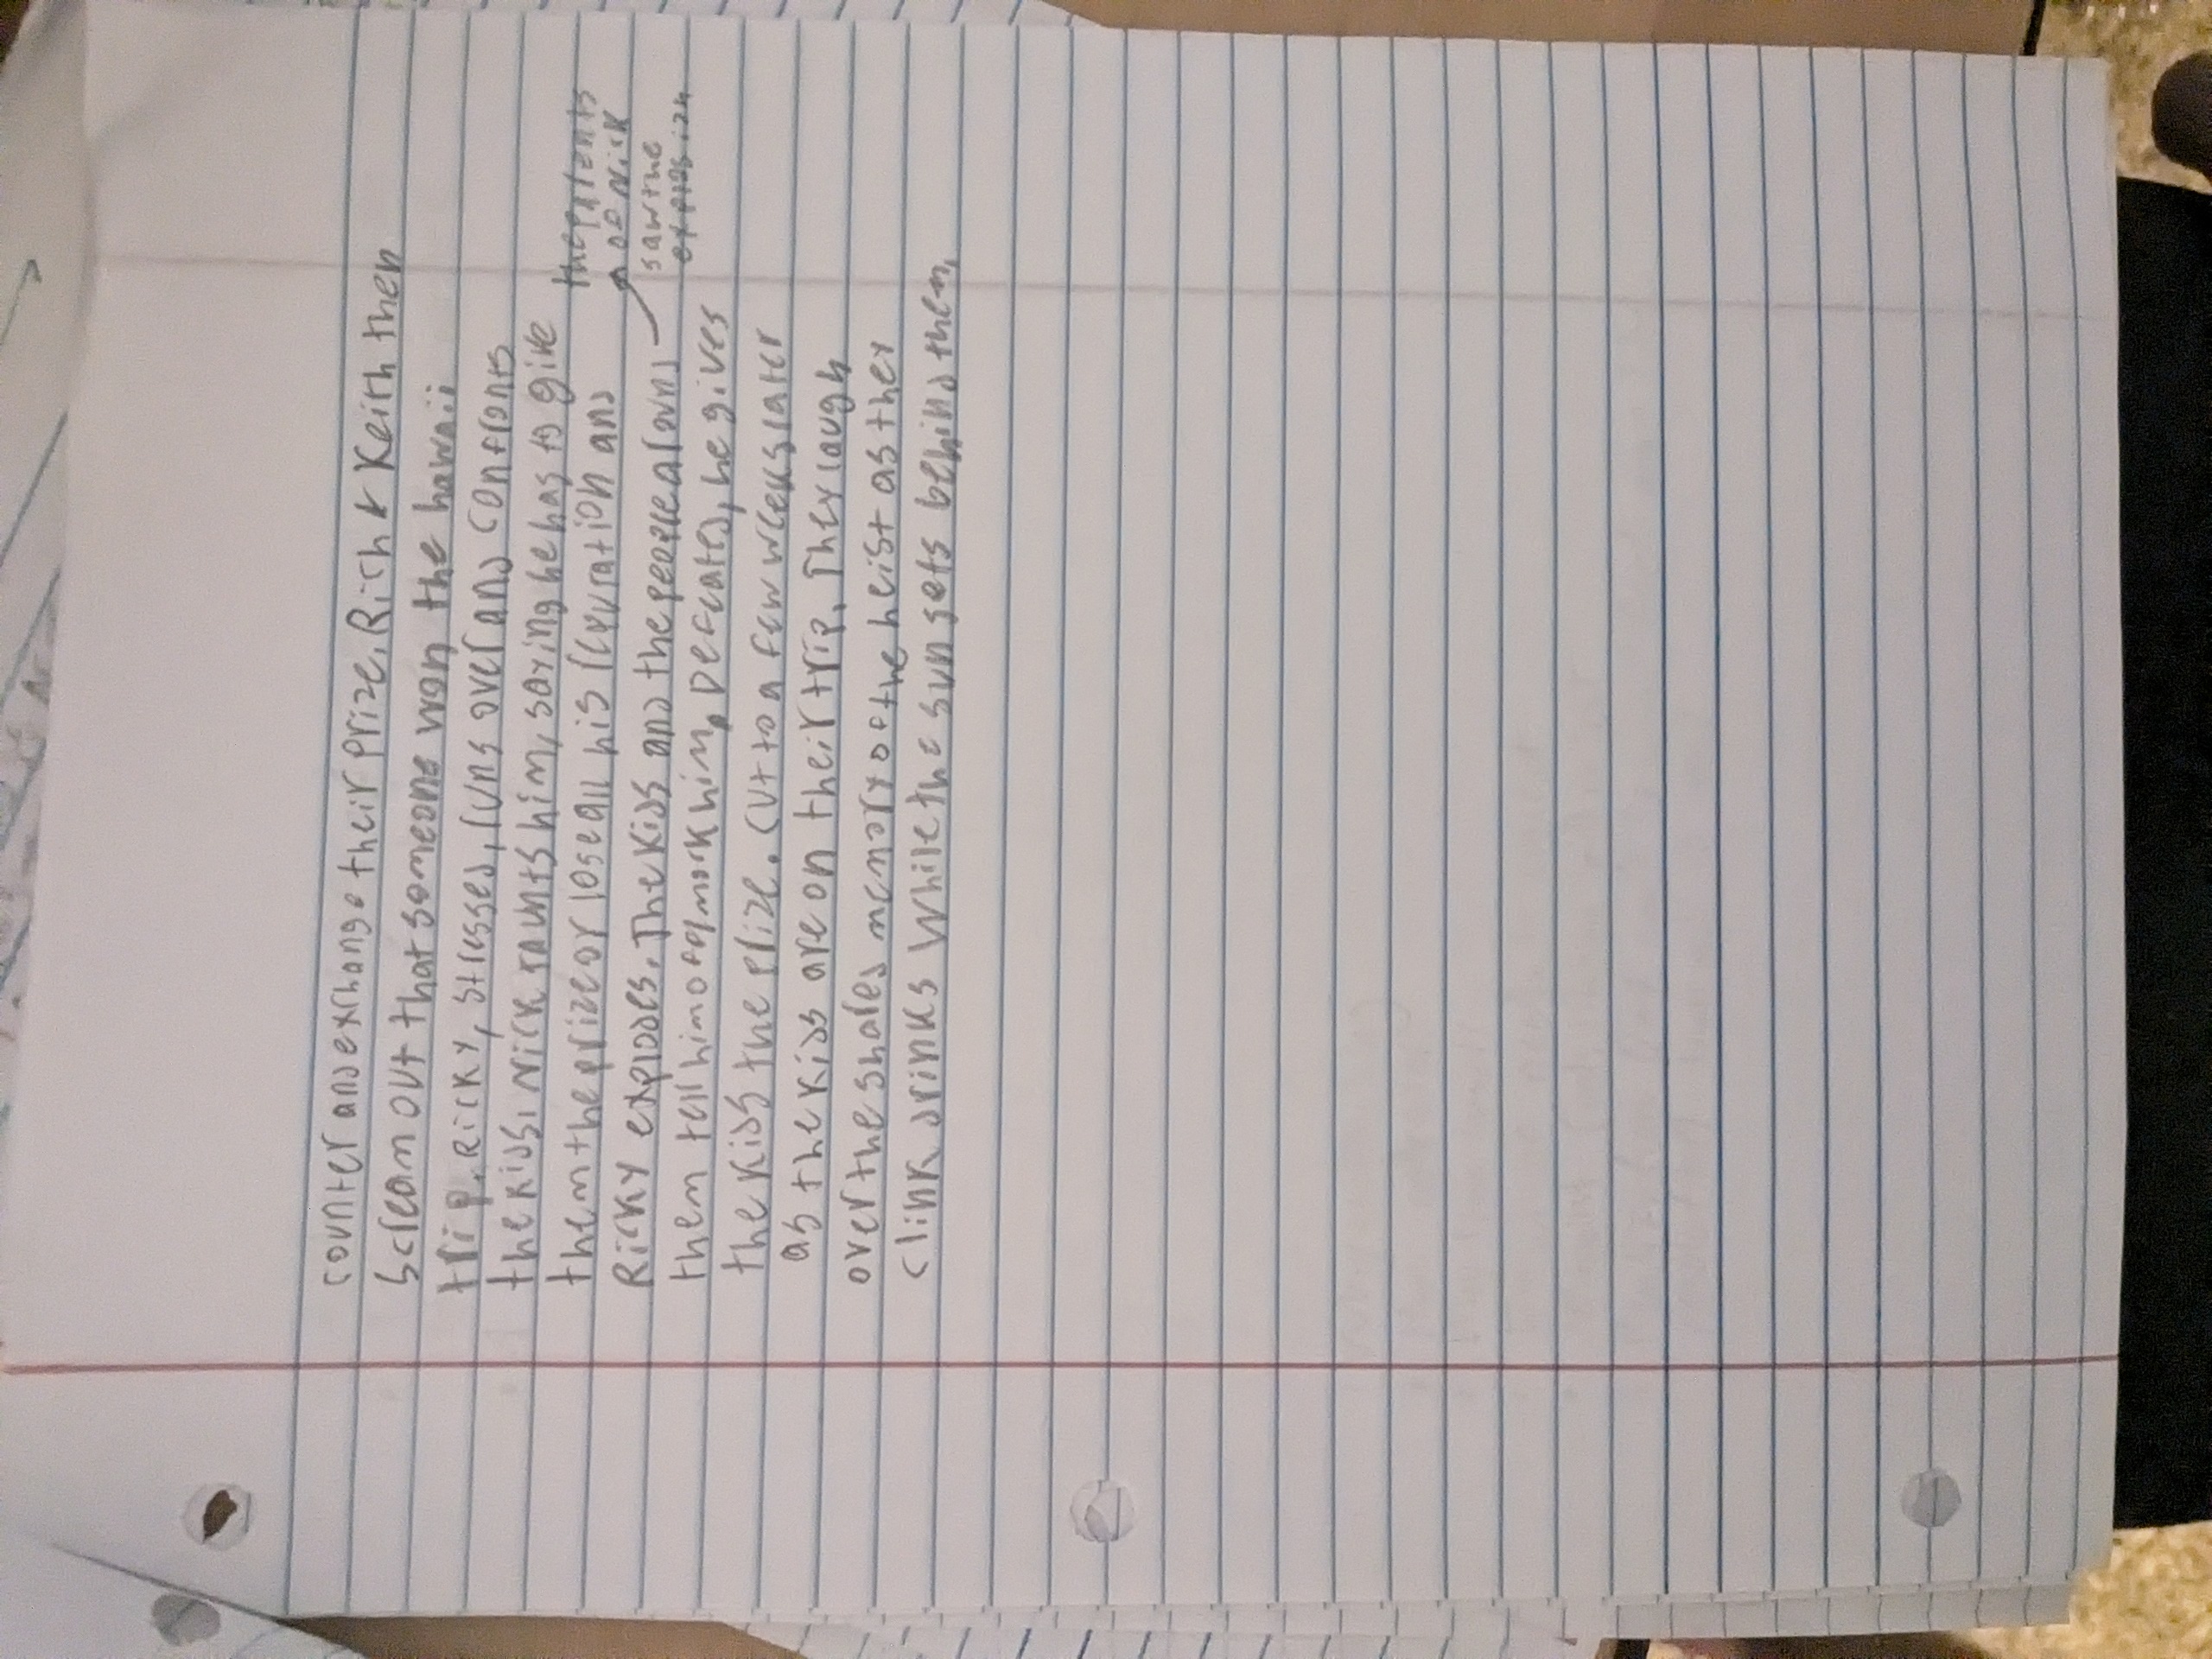 counter and exchange their prize. Rich & Keith then
scream out that someone won the hawaii
trip. Ricky, stresses, runs over and confronts
the kids. Nick taunts him, saying he has to give
them the prize or lose all his reputation and
Ricky explodes. The kids and the people around
the parents
of Nick
saw the
explosion
them tell him off, mock him, Defeated, he gives
the kids the prize. Cut to a few weeks later
as the kids are on their trip. They laugh
over the shared memory of the heist as they
clink drinks while the sun sets behind them.